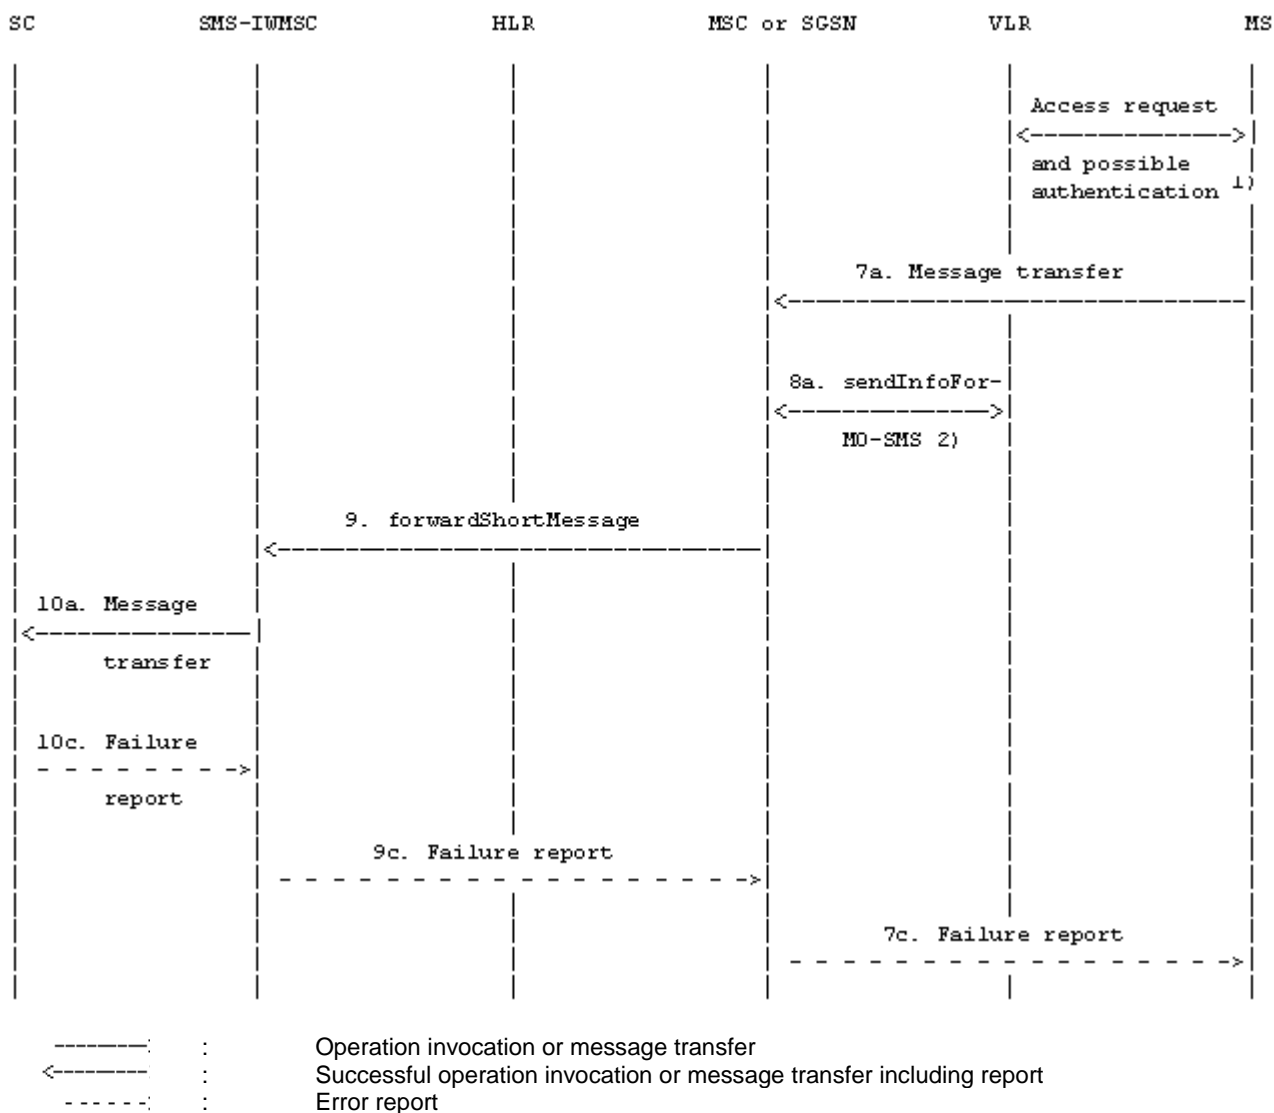 SC SMS-IWMSC HLR MSC or SGSN VLR MS
Access request
and possible
authentication 1)
7a. Message transfer
8a. sendInfoFor-
MO-SMS 2)
9. forwardShortMessage
10a. Message
transfer
10c. Failure
report
9c. Failure report
7c. Failure report
: Operation invocation or message transfer
: Successful operation invocation or message transfer including report
: Error report